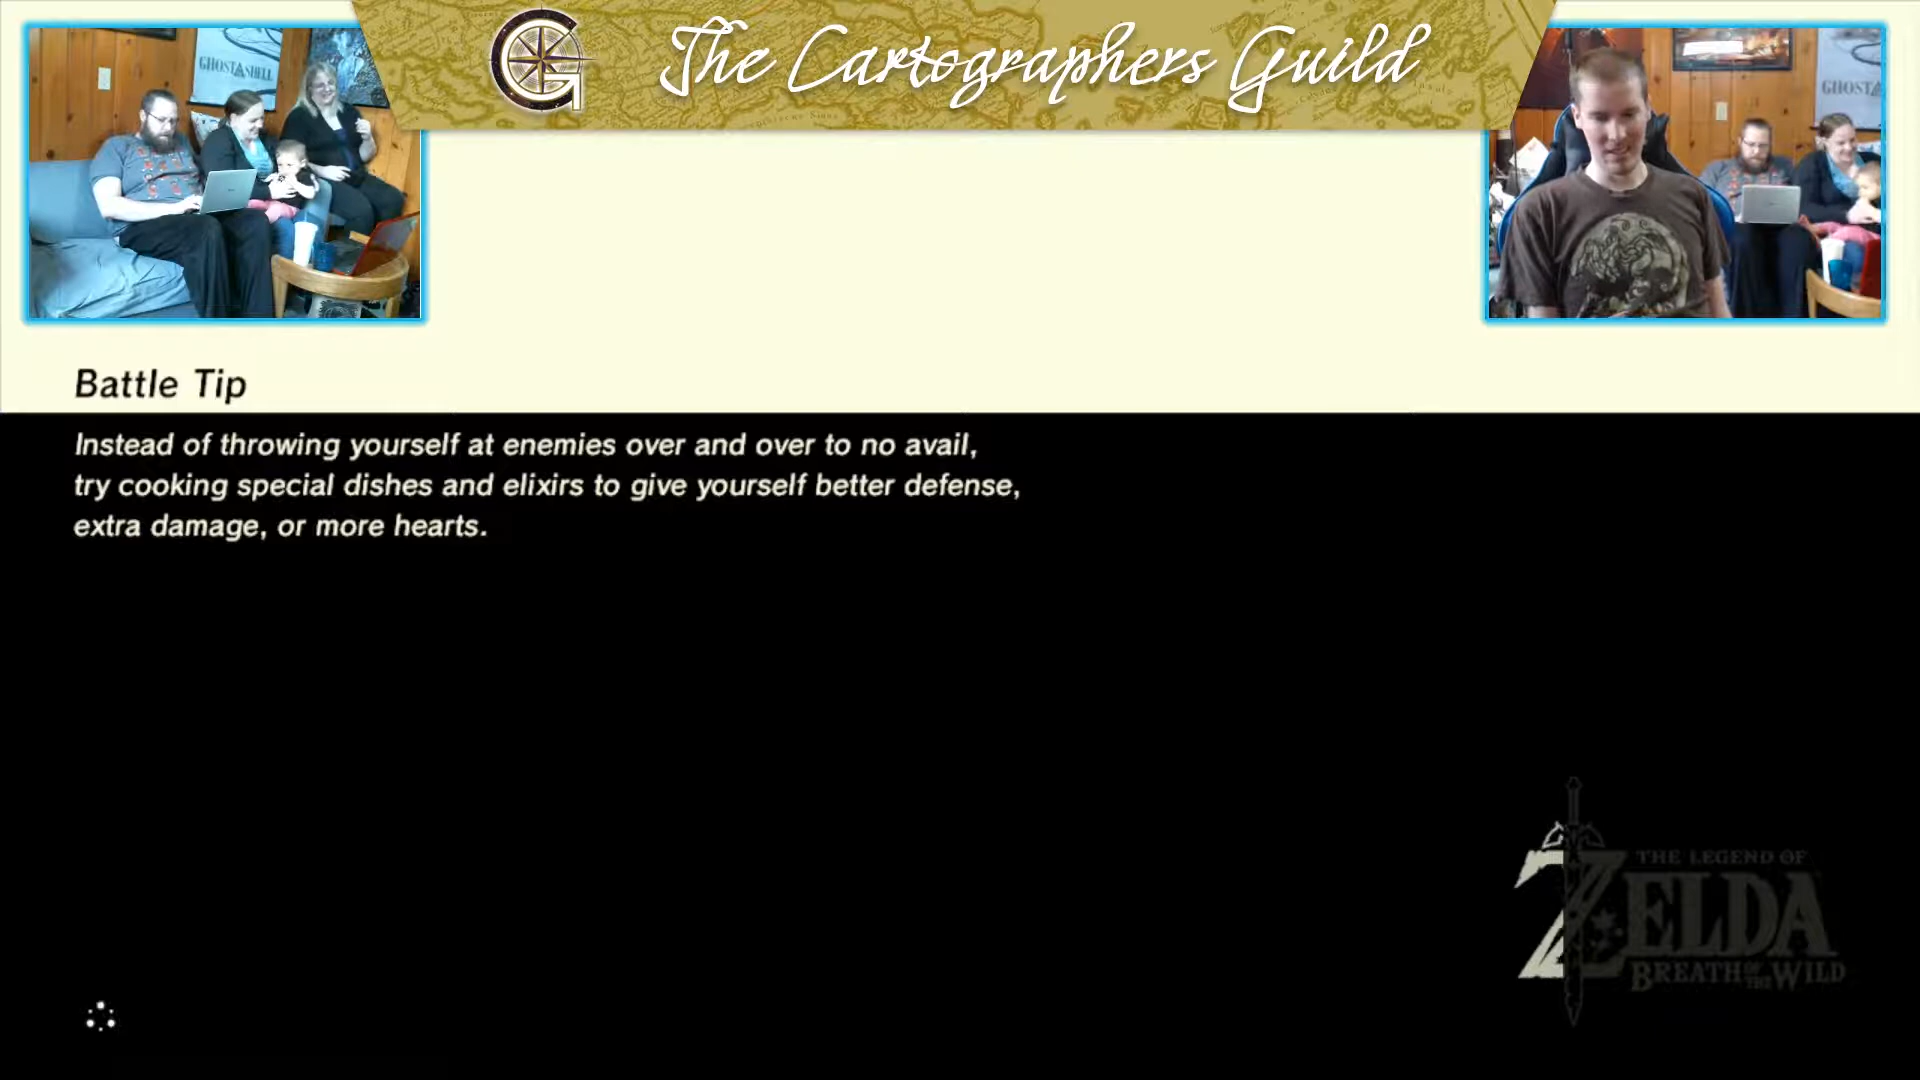 The Cartographers Guild
GHOST SHELL
GHOST
Battle Tip
Instead of throwing yourself at enemies over and over to no avail,
try cooking special dishes and elixirs to give yourself better defense,
extra damage, or more hearts.
THE LEGEND OF
ZELDA
BREATH OF THE WILD